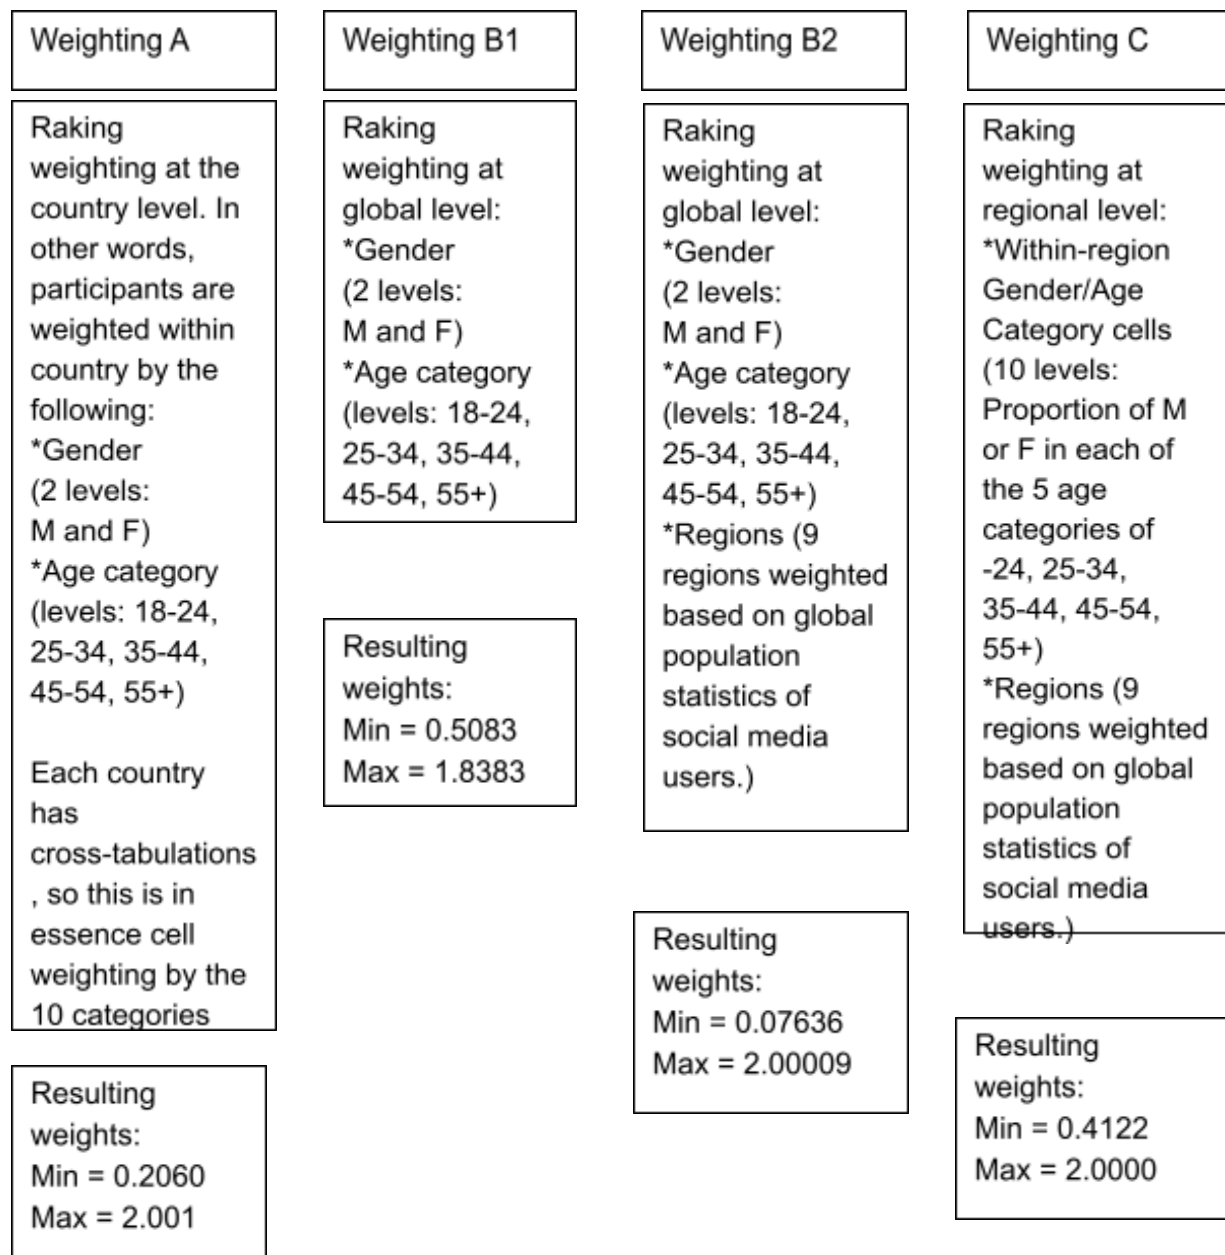 Weighting A
Raking
weighting at the
country level. In
other words,
participants are
weighted within
country by the
following:
*Gender
(2 levels:
M and F)
*Age category
(levels: 18-24,
25-34, 35-44,
45-54, 55+)
Each country
has
cross-tabulations
, so this is in
essence cell
weighting by the
10 categories
Resulting
weights:
Min = 0.2060
Max = 2.001
Weighting B1
Raking
weighting at
global level:
*Gender
(2 levels:
M and F)
*Age category
(levels: 18-24,
25-34, 35-44,
45-54, 55+)
Resulting
weights:
Min = 0.5083
Max = 1.8383
Weighting B2
Raking
weighting at
global level:
*Gender
(2 levels:
M and F)
*Age category
(levels: 18-24,
25-34, 35-44,
45-54, 55+)
*Regions (9
regions weighted
based on global
population
statistics of
social media
users.)
Resulting
weights:
Min = 0.07636
Max = 2.00009
Weighting C
Raking
weighting at
regional level:
*Within-region
Gender/Age
Category cells
(10 levels:
Proportion of M
or F in each of
the 5 age
categories of
-24, 25-34,
35-44, 45-54,
55+)
*Regions (9
regions weighted
based on global
population
statistics of
social media
users.)
Resulting
weights:
Min = 0.4122
Max = 2.0000